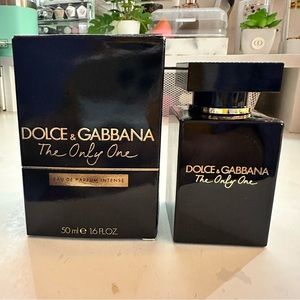 DOLCE & GABBANA
The Only One
EAU DE PARFUM INTENSE
50 ml ℮ 1.6 FL.OZ.
DOLCE & GABBANA
The Only One